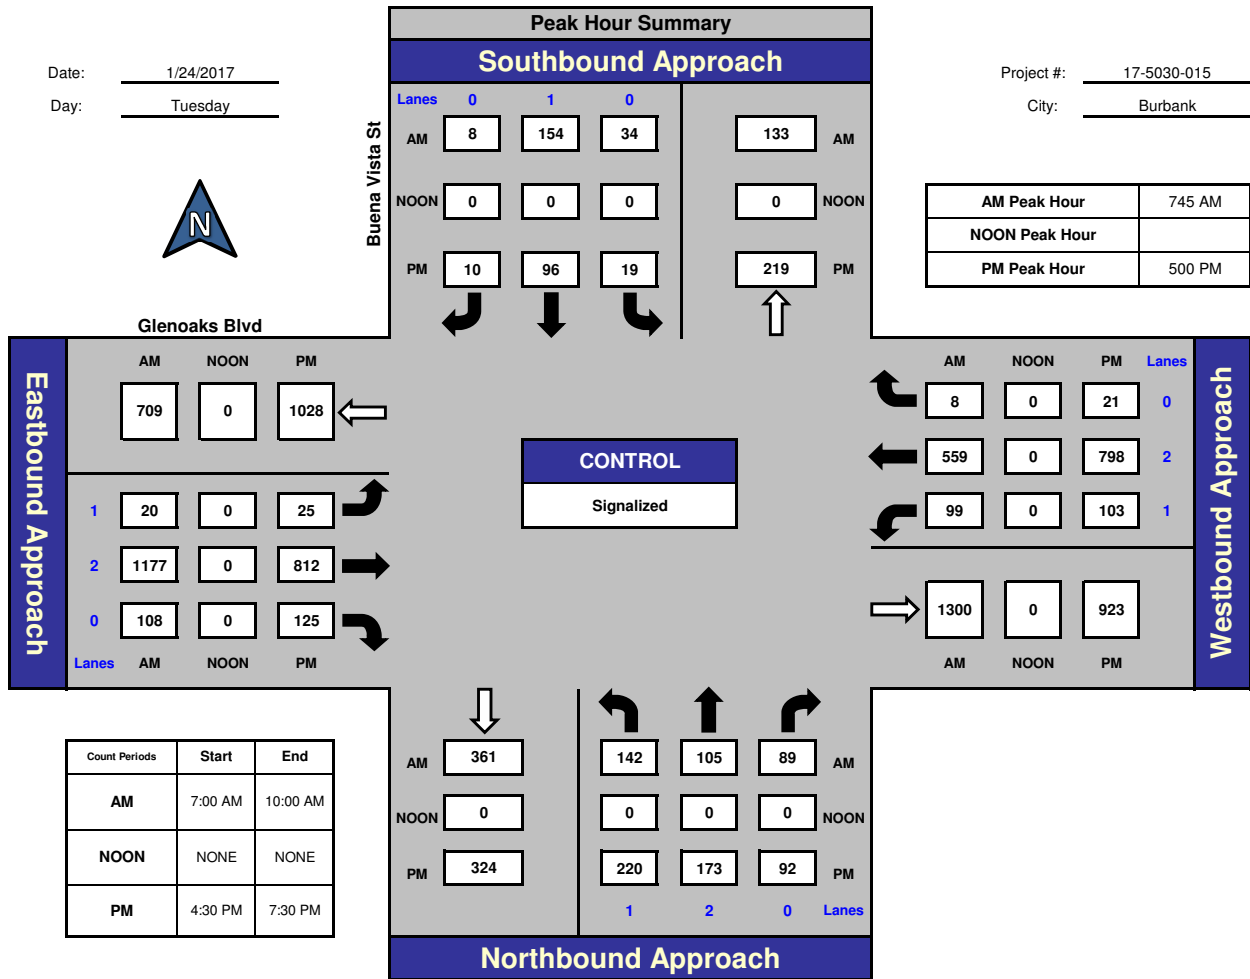 Peak Hour Summary
Southbound Approach
Date: 1/24/2017
Day: Tuesday
Project #: 17-5030-015
City: Burbank
N
Buena Vista St
Lanes 0 1 0
AM 8 154 34 133 AM
NOON 0 0 0 0 NOON
PM 10 96 19 219 PM
AM Peak Hour 745 AM
NOON Peak Hour
PM Peak Hour 500 PM
Glenoaks Blvd
Eastbound Approach
AM NOON PM
709 0 1028
1 20 0 25
2 1177 0 812
0 108 0 125
Lanes AM NOON PM
CONTROL
Signalized
AM NOON PM Lanes
8 0 21 0
559 0 798 2
99 0 103 1
1300 0 923
AM NOON PM
Westbound Approach
Count Periods Start End
AM 7:00 AM 10:00 AM
NOON NONE NONE
PM 4:30 PM 7:30 PM
AM 361 142 105 89 AM
NOON 0 0 0 0 NOON
PM 324 220 173 92 PM
1 2 0 Lanes
Northbound Approach